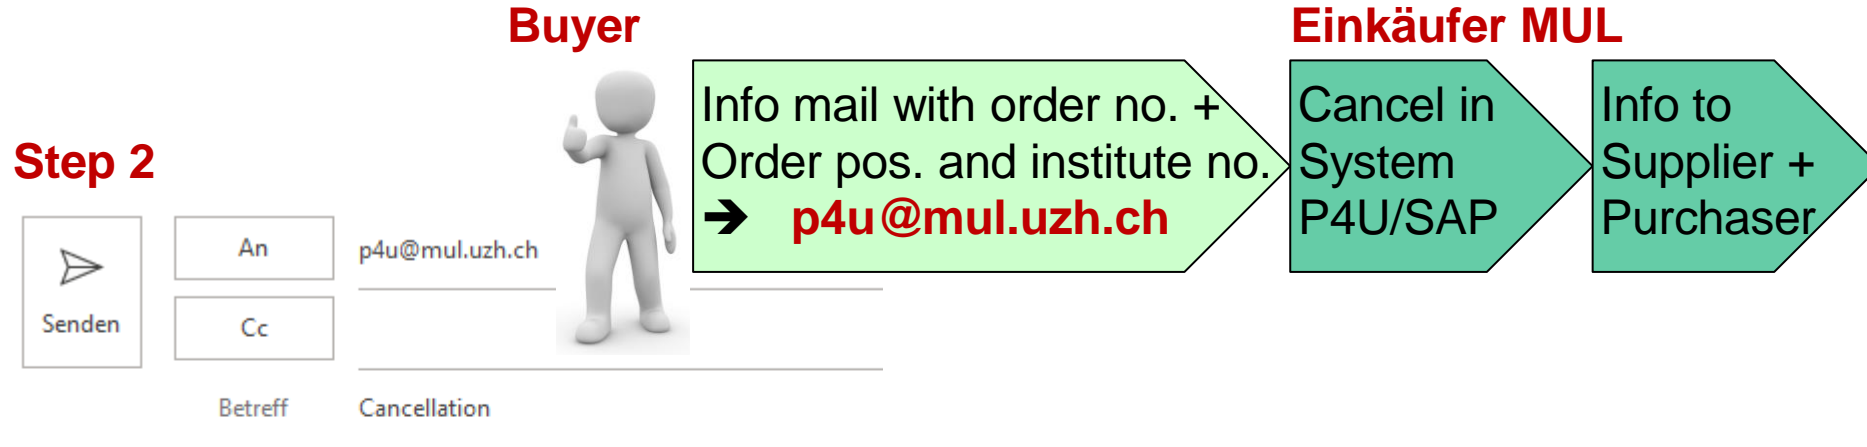 Buyer
Einkäufer MUL
Step 2
Info mail with order no. +
Order pos. and institute no.
➔ p4u@mul.uzh.ch
Cancel in
System
P4U/SAP
Info to
Supplier +
Purchaser
Senden
An
p4u@mul.uzh.ch
Cc
Betreff
Cancellation